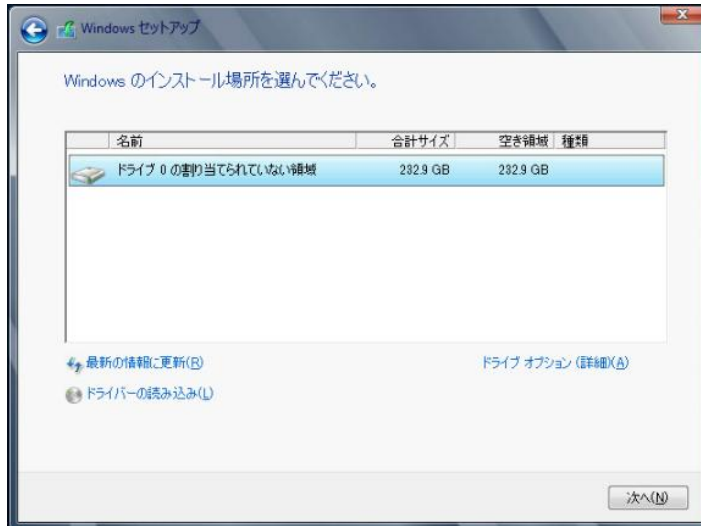 Windows セットアップ
Windows のインストール場所を選んでください。
名前 合計サイズ 空き領域 種類
ドライブ 0 の割り当てられていない領域 232.9 GB 232.9 GB
最新の情報に更新(R) ドライブ オプション (詳細)(A)
ドライバーの読み込み(L)
次へ(N)